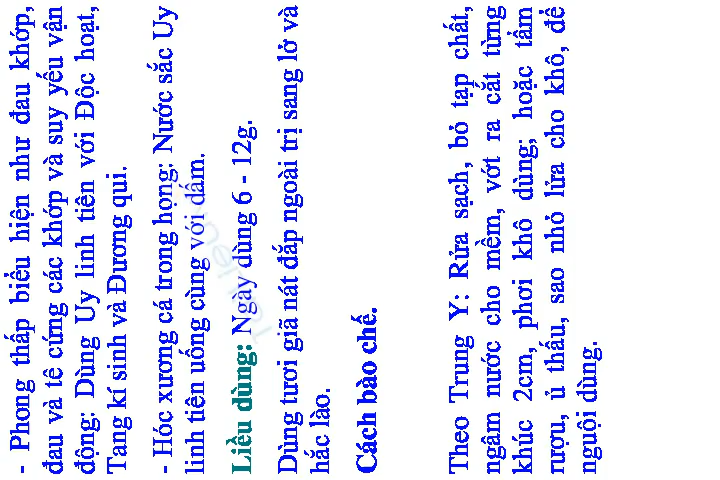 - Phong thấp biểu hiện như đau khớp,
đau và tê cứng các khớp và suy yếu vận
động: Dùng Uy linh tiên với Độc hoạt,
Tang kí sinh và Đương qui.
- Hóc xương cá trong họng: Nước sắc Uy
linh tiên uống cùng với dấm.
Liều dùng: Ngày dùng 6 - 12g.
Dùng tươi giã nát đắp ngoài trị sang lở và
hắc lào.
Cách bào chế.
Theo Trung Y: Rửa sạch, bỏ tạp chất,
ngâm nước cho mềm, vớt ra cắt từng
khúc 2cm, phơi khô dùng; hoặc tẩm
rượu, ủ thấu, sao nhỏ lửa cho khô, để
nguội dùng.